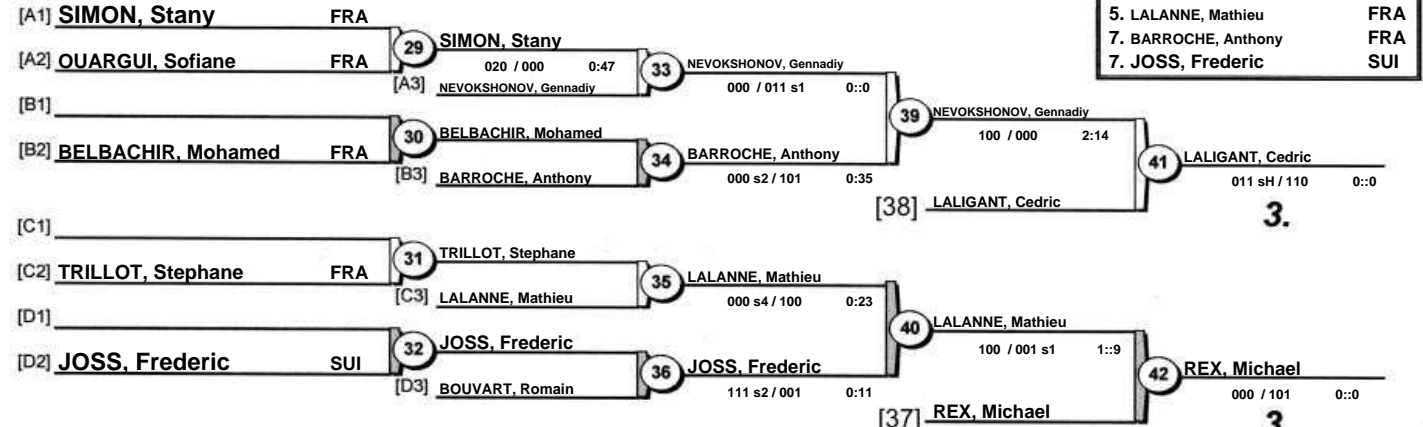 [A1] SIMON, Stany FRA
[A2] OUARGUI, Sofiane FRA
[B1]
[B2] BELBACHIR, Mohamed FRA
[C1]
[C2] TRILLOT, Stephane FRA
[D1]
[D2] JOSS, Frederic SUI
29
SIMON, Stany
020 / 000 0:47
[A3] NEVOKSHONOV, Gennadiy
30
BELBACHIR, Mohamed
[B3] BARROCHE, Anthony
31
TRILLOT, Stephane
[C3] LALANNE, Mathieu
32
JOSS, Frederic
[D3] BOUVART, Romain
33
NEVOKSHONOV, Gennadiy
000 / 011 s1 0::0
34
BARROCHE, Anthony
000 s2 / 101 0:35
35
LALANNE, Mathieu
000 s4 / 100 0:23
36
JOSS, Frederic
111 s2 / 001 0:11
39
NEVOKSHONOV, Gennadiy
100 / 000 2:14
[38] LALIGANT, Cedric
40
LALANNE, Mathieu
100 / 001 s1 1::9
[37] REX, Michael
41
LALIGANT, Cedric
011 sH / 110 0::0
3.
42
REX, Michael
000 / 101 0::0
3
5. LALANNE, Mathieu FRA
7. BARROCHE, Anthony FRA
7. JOSS, Frederic SUI